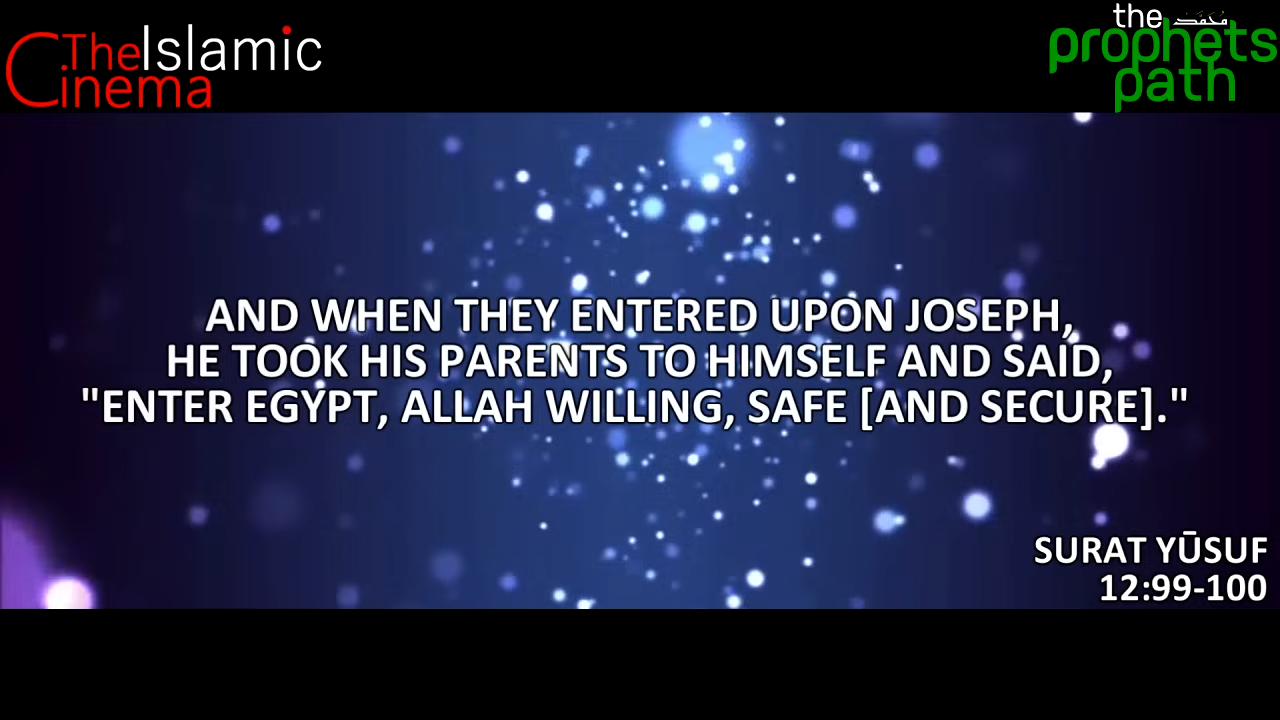 TheIslamic
Cinema
the محمد
prophets
path
AND WHEN THEY ENTERED UPON JOSEPH,
HE TOOK HIS PARENTS TO HIMSELF AND SAID,
"ENTER EGYPT, ALLAH WILLING, SAFE [AND SECURE]."
SURAT YŪSUF
12:99-100